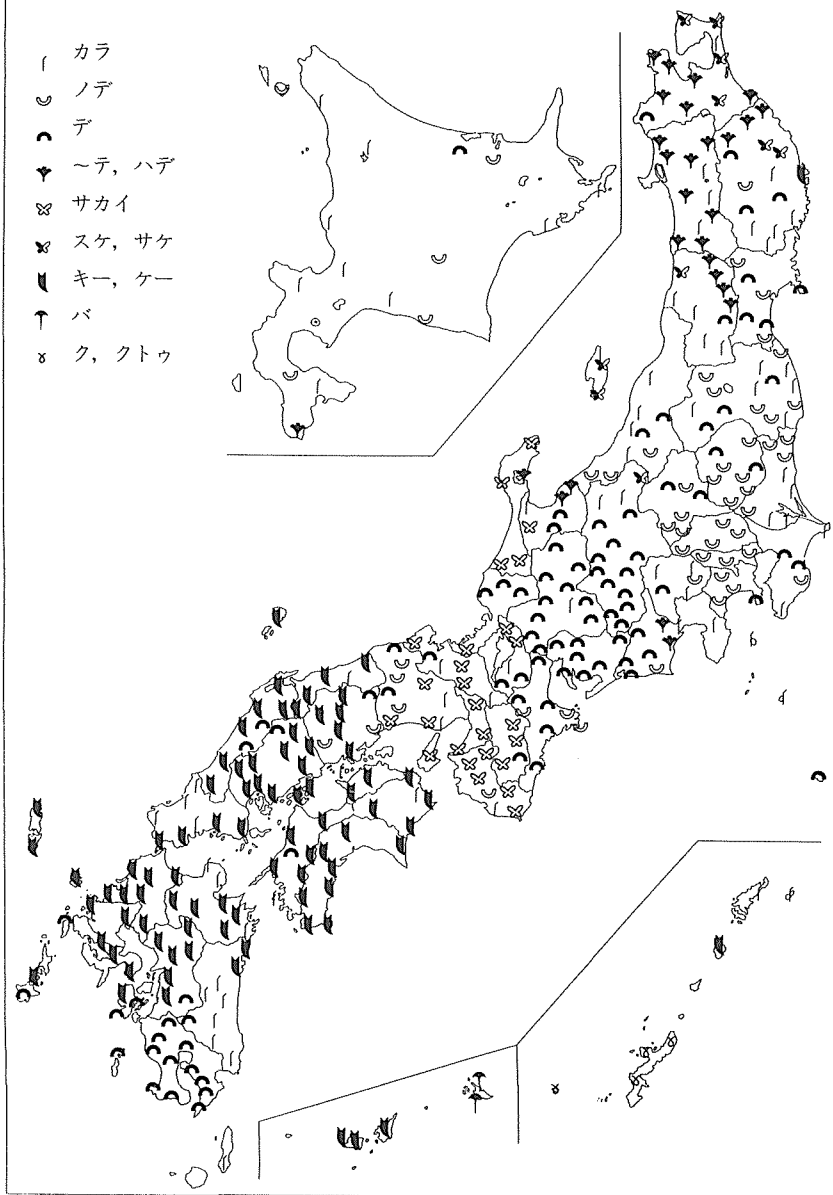 カラ
ノデ
デ
～テ, ハデ
サカイ
スケ, サケ
キー, ケー
バ
ク, クトゥ